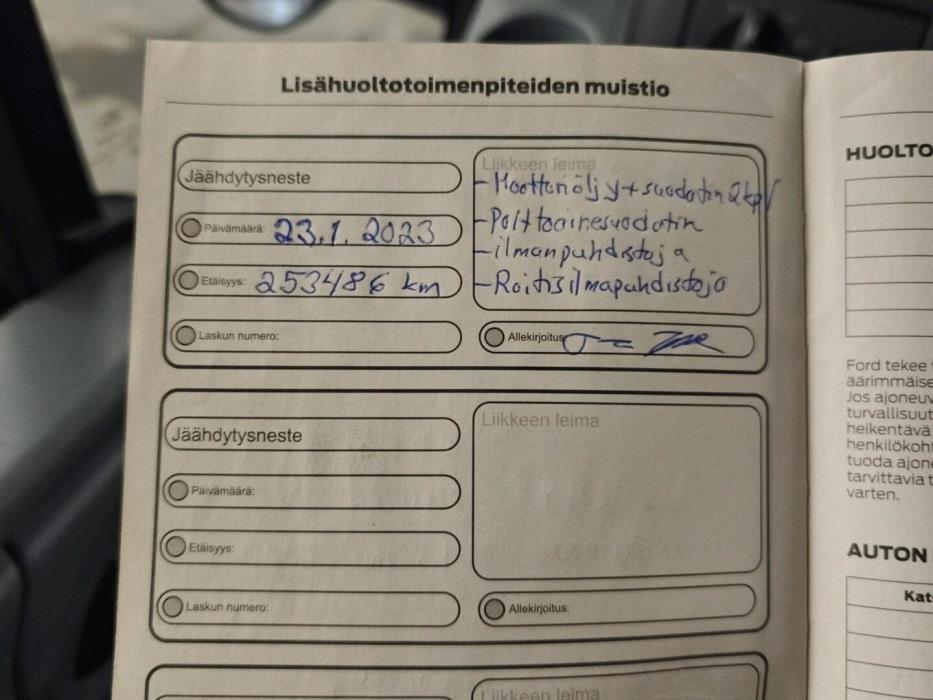 Lisähuoltotoimenpiteiden muistio
Jäähdytysneste
Päivämäärä: 23.1. 2023
Etäisyys: 253486 km
Laskun numero:
Liikkeen leima
-Moottoriöljy+suodatin 2kpl
-Polttoainesuodatin
-ilmanpuhdistaja
-Raitisilmapuhdistaja
Allekirjoitus
Jäähdytysneste
Päivämäärä:
Etäisyys:
Laskun numero:
Liikkeen leima
Allekirjoitus:
Liikkeen leima
HUOLTO
Ford tekee
äärimmäise
Jos ajoneuv
turvallisuut
heikentävä
henkilökoht
tuoda ajone
tarvittavia t
varten.
AUTON
Kats